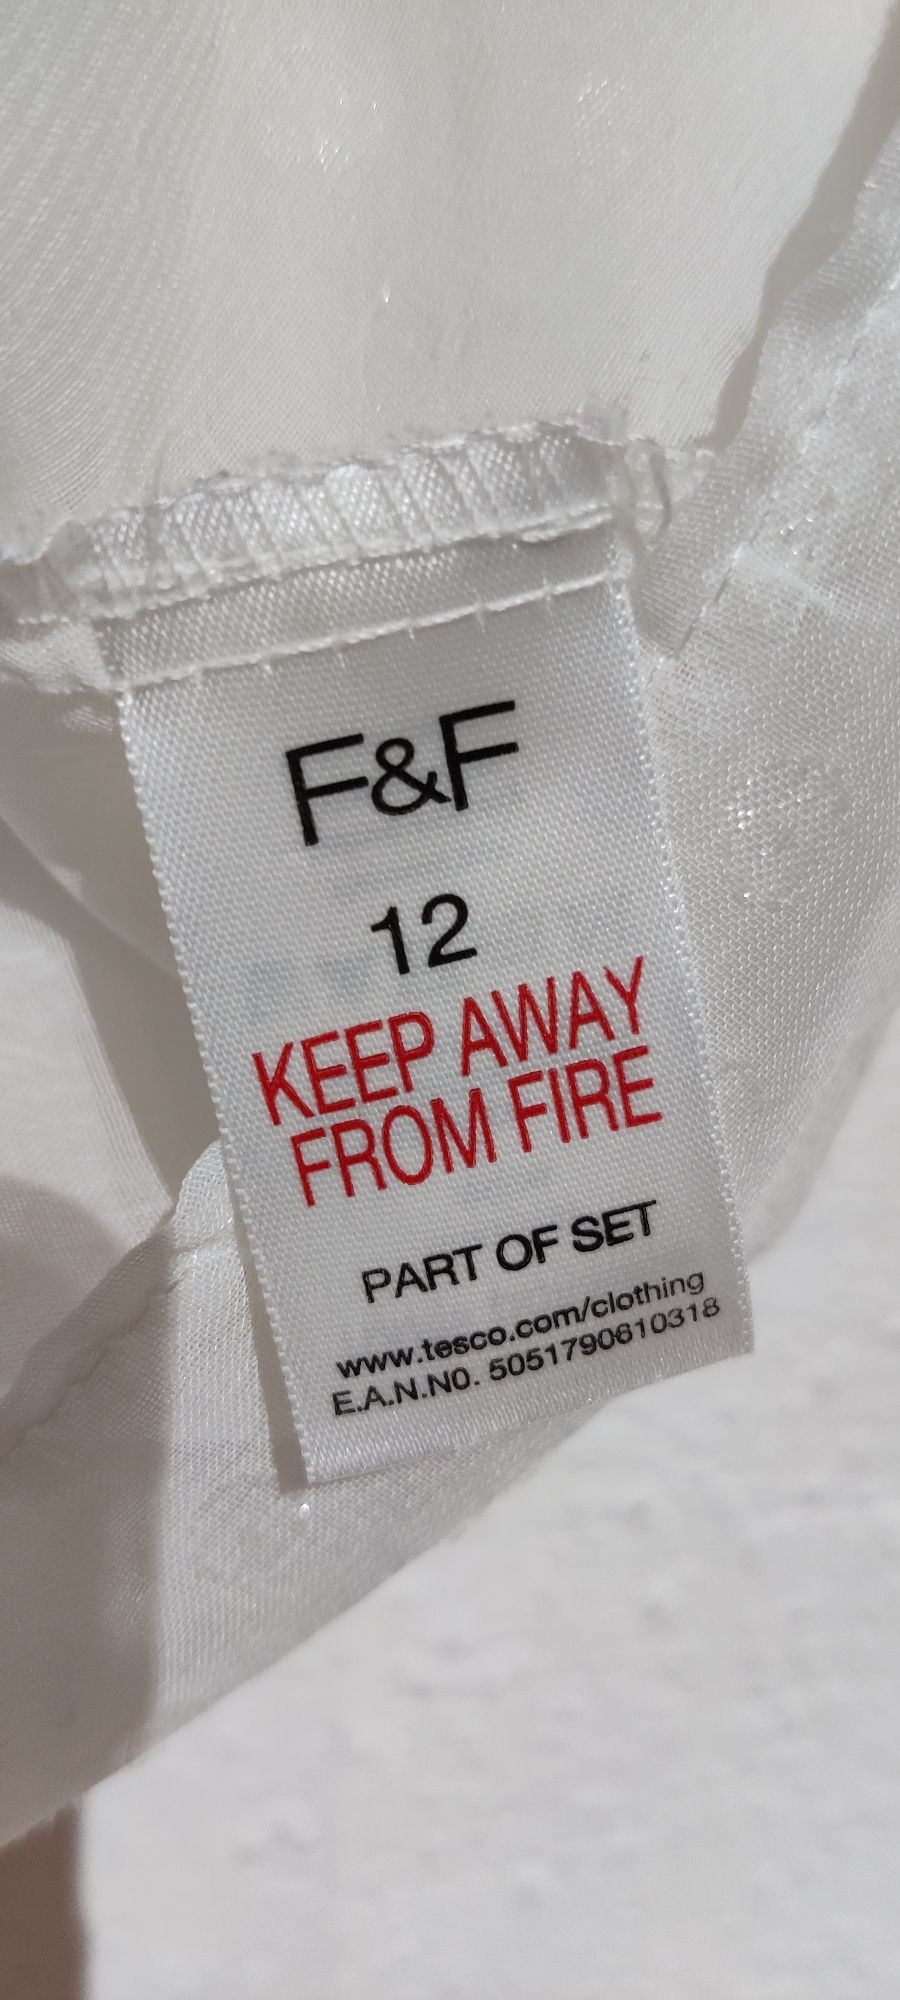 F&F
12
KEEP AWAY
FROM FIRE
PART OF SET
www.tesco.com/clothing
E.A.N.N0. 5051790610318